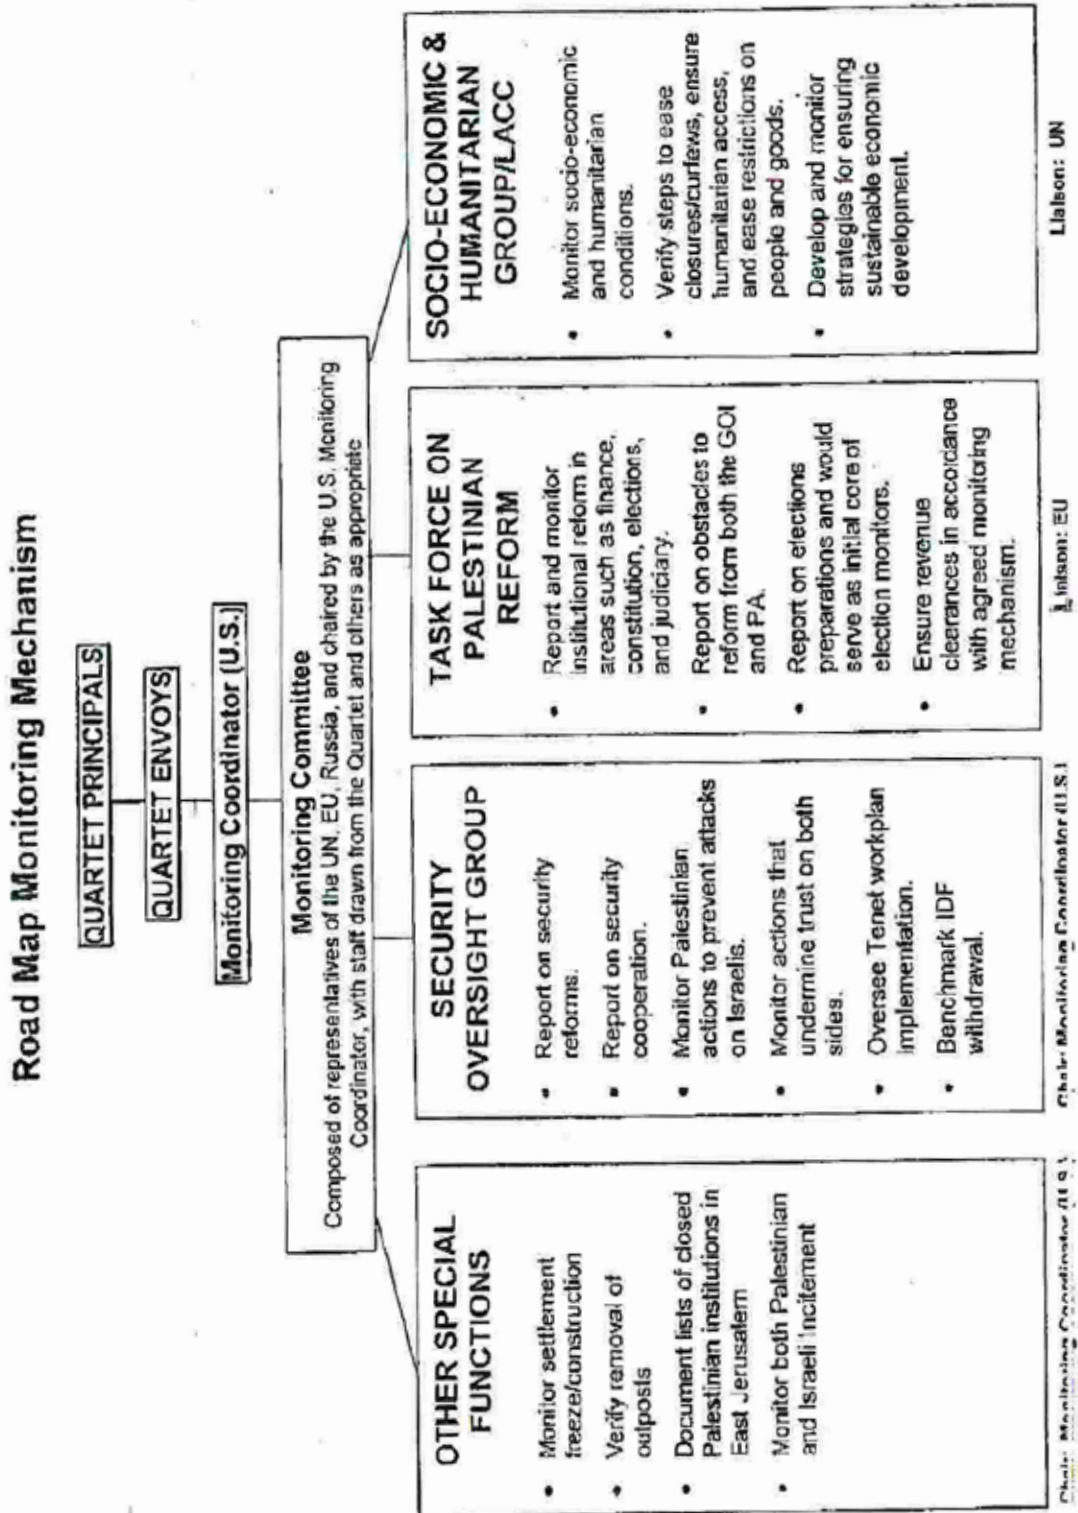 Road Map Monitoring Mechanism
QUARTET PRINCIPALS
QUARTET ENVOYS
Monitoring Coordinator (U.S.)
Monitoring Committee
Composed of representatives of the UN, EU, Russia, and chaired by the U.S. Monitoring
Coordinator, with staff drawn from the Quartet and others as appropriate
OTHER SPECIAL
FUNCTIONS
• Monitor settlement
freeze/construction
• Verify removal of
outposts
• Document lists of closed
Palestinian institutions in
East Jerusalem
• Monitor both Palestinian
and Israeli Incitement
Chair: Monitoring Coordinator (U.S.)
SECURITY
OVERSIGHT GROUP
• Report on security
reforms.
• Report on security
cooperation.
• Monitor Palestinian
actions to prevent attacks
on Israelis.
• Monitor actions that
undermine trust on both
sides.
• Oversee Tenet workplan
implementation.
• Benchmark IDF
withdrawal.
Chair: Monitoring Coordinator (U.S.)
TASK FORCE ON
PALESTINIAN
REFORM
• Report and monitor
institutional reform in
areas such as finance,
constitution, elections,
and judiciary.
• Report on obstacles to
reform from both the GOI
and PA.
• Report on elections
preparations and would
serve as initial core of
election monitors.
• Ensure revenue
clearances in accordance
with agreed monitoring
mechanism.
Liaison: EU
SOCIO-ECONOMIC &
HUMANITARIAN
GROUP/LACC
• Monitor socio-economic
and humanitarian
conditions.
• Verify steps to ease
closures/curfews, ensure
humanitarian access,
and ease restrictions on
people and goods.
• Develop and monitor
strategies for ensuring
sustainable economic
development.
Liaison: UN